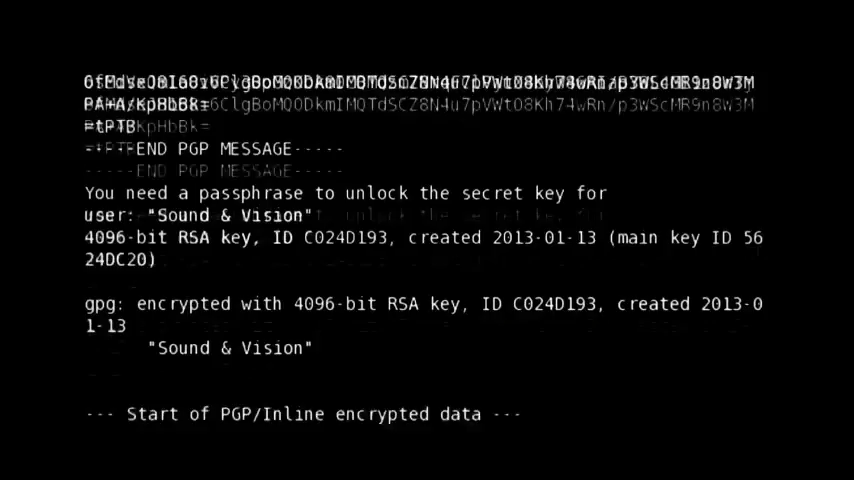 =tPTB
-----END PGP MESSAGE-----
You need a passphrase to unlock the secret key for
user: "Sound & Vision"
4096-bit RSA key, ID C024D193, created 2013-01-13 (main key ID 56
24DC20)
gpg: encrypted with 4096-bit RSA key, ID C024D193, created 2013-0
1-13
"Sound & Vision"
--- Start of PGP/Inline encrypted data ---